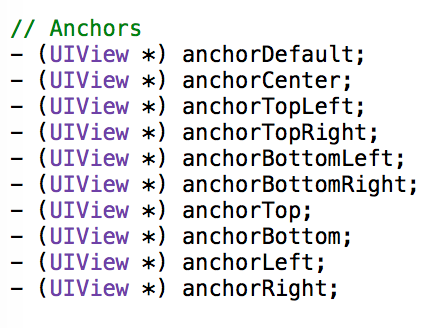 // Anchors
- (UIView *) anchorDefault;
- (UIView *) anchorCenter;
- (UIView *) anchorTopLeft;
- (UIView *) anchorTopRight;
- (UIView *) anchorBottomLeft;
- (UIView *) anchorBottomRight;
- (UIView *) anchorTop;
- (UIView *) anchorBottom;
- (UIView *) anchorLeft;
- (UIView *) anchorRight;